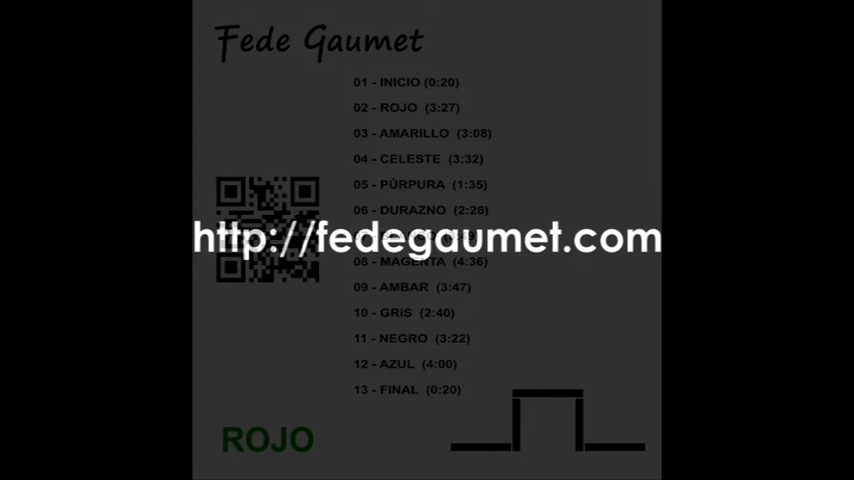 Fede Gaumet
01 - INICIO (0:20)
02 - ROJO (3:27)
03 - AMARILLO (3:08)
04 - CELESTE (3:32)
05 - PÚRPURA (1:35)
06 - DURAZNO (2:26)
http://fedegaumet.com
08 - MAGENTA (4:36)
09 - AMBAR (3:47)
10 - GRIS (2:40)
11 - NEGRO (3:22)
12 - AZUL (4:00)
13 - FINAL (0:20)
ROJO